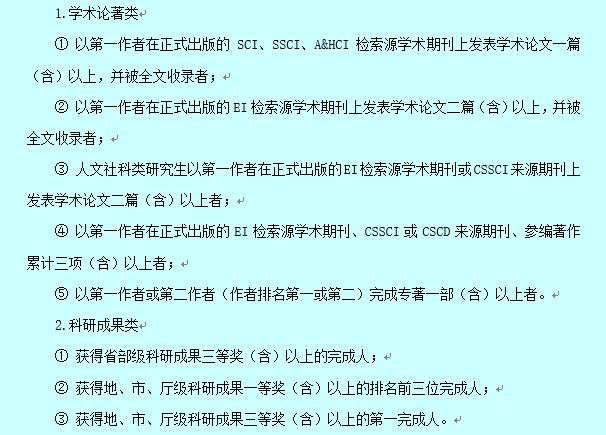 1.学术论著类
① 以第一作者在正式出版的 SCI、SSCI、A&HCI 检索源学术期刊上发表学术论文一篇
（含）以上，并被全文收录者；
② 以第一作者在正式出版的 EI 检索源学术期刊上发表学术论文二篇（含）以上，并被
全文收录者；
③ 人文社科类研究生以第一作者在正式出版的 EI 检索源学术期刊或 CSSCI 来源期刊上
发表学术论文二篇（含）以上者；
④ 以第一作者在正式出版的 EI 检索源学术期刊、CSSCI 或 CSCD 来源期刊、参编著作
累计三项（含）以上者；
⑤ 以第一作者或第二作者（作者排名第一或第二）完成专著一部（含）以上者。
2.科研成果类
① 获得省部级科研成果三等奖（含）以上的完成人；
② 获得地、市、厅级科研成果一等奖（含）以上的排名前三位完成人；
③ 获得地、市、厅级科研成果三等奖（含）以上的第一完成人。